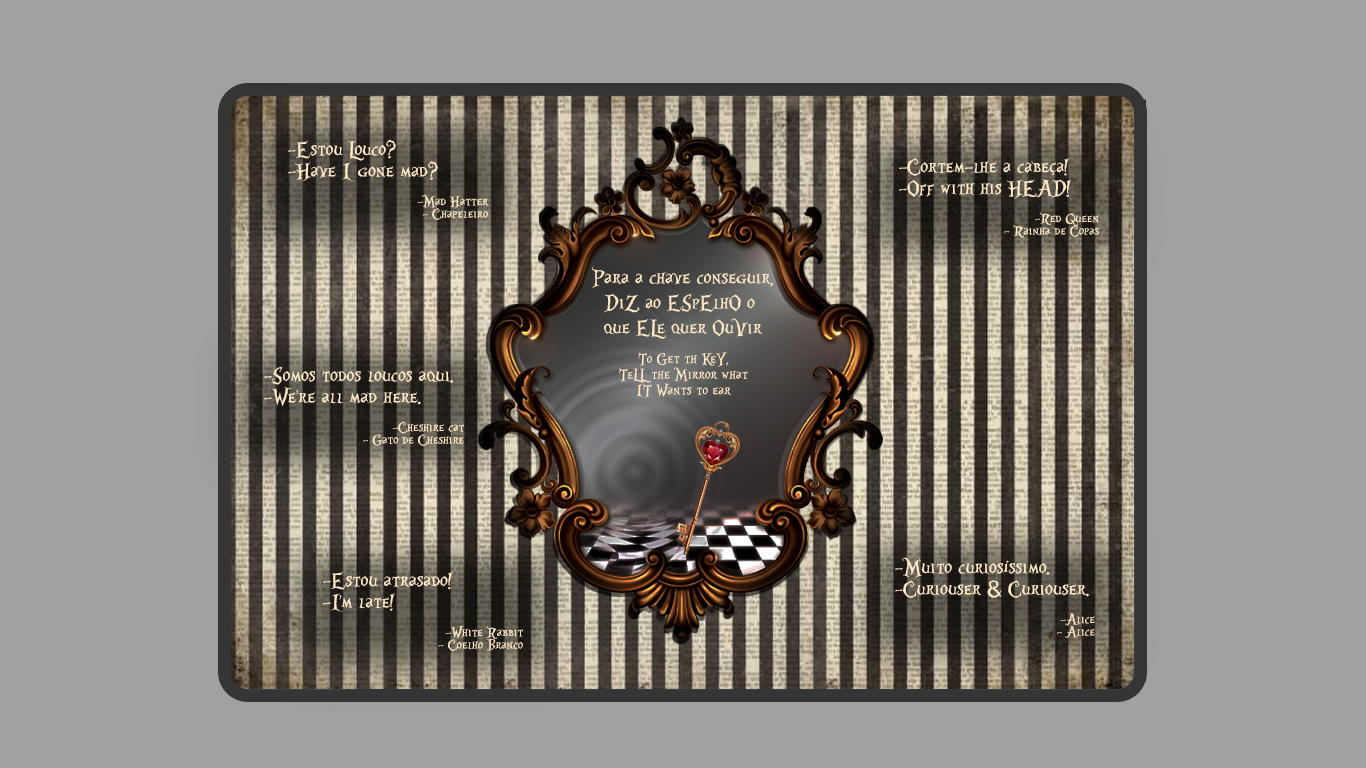 -Estou Louco?
-Have I gone mad?
-Mad Hatter
- Chapeleiro
-Cortem-lhe a cabeça!
-Off with his HEAD!
-Red Queen
- Rainha de Copas
Para a chave conseguir,
DiZ ao ESpElhO o
que ELe quer OuVir
To Get th KeY,
TeLL the Mirror what
IT Wants to ear
-Somos todos loucos aqui.
-We're all mad here.
-Cheshire cat
- Gato de Cheshire
-Estou atrasado!
-I'm late!
-White Rabbit
- Coelho Branco
-Muito curiosíssimo.
-Curiouser & Curiouser.
-Alice
- Alice